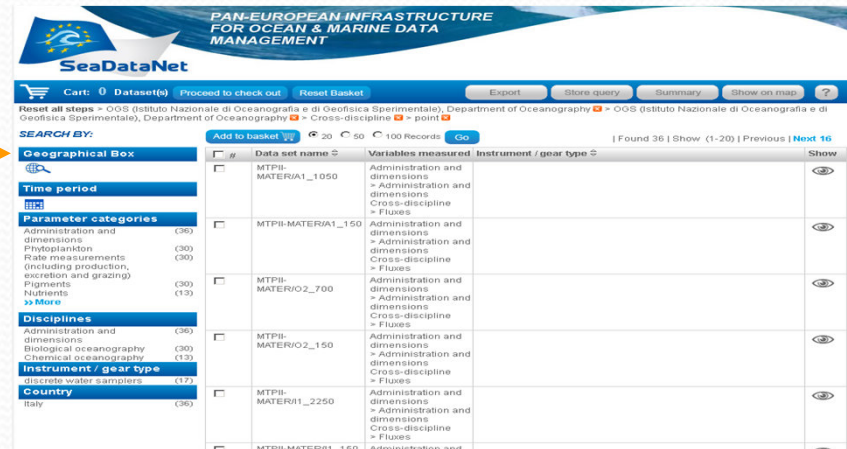 PAN-EUROPEAN INFRASTRUCTURE
FOR OCEAN & MARINE DATA
MANAGEMENT
SeaDataNet
Cart: 0 Dataset(s) Proceed to check out Reset Basket Export Store query Summary Show on map ?
Reset all steps > OGS (Istituto Nazionale di Oceanografia e di Geofisica Sperimentale), Department of Oceanography > OGS (Istituto Nazionale di Oceanografia e di
Geofisica Sperimentale), Department of Oceanography > Cross-discipline > point
SEARCH BY:
Add to basket 20 50 100 Records Go | Found 36 | Show (1-20) | Previous | Next 16
Geographical Box
Time period
Parameter categories
Administration and (36)
dimensions
Phytoplankton (30)
Rate measurements (30)
(including production,
excretion and grazing)
Pigments (30)
Nutrients (13)
>> More
Disciplines
Administration and (36)
dimensions
Biological oceanography (30)
Chemical oceanography (13)
Instrument / gear type
discrete water samplers (17)
Country
Italy (36)
# Data set name Variables measured Instrument / gear type Show
MTPII-
MATER/A1_1050
Administration and
dimensions
> Administration and
dimensions
Cross-discipline
> Fluxes
MTPII-MATER/A1_150
Administration and
dimensions
> Administration and
dimensions
Cross-discipline
> Fluxes
MTPII-
MATER/O2_700
Administration and
dimensions
> Administration and
dimensions
Cross-discipline
> Fluxes
MTPII-
MATER/O2_150
Administration and
dimensions
> Administration and
dimensions
Cross-discipline
> Fluxes
MTPII-
MATER/I1_2250
Administration and
dimensions
> Administration and
dimensions
Cross-discipline
> Fluxes
MTPII-MATER/I1_150
Administration and